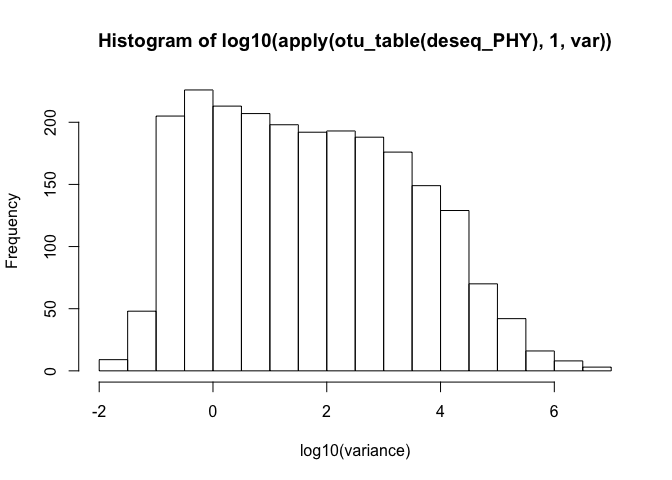 Histogram of log10(apply(otu_table(deseq_PHY), 1, var))
Frequency
200
150
100
50
0
-2 0 2 4 6
log10(variance)